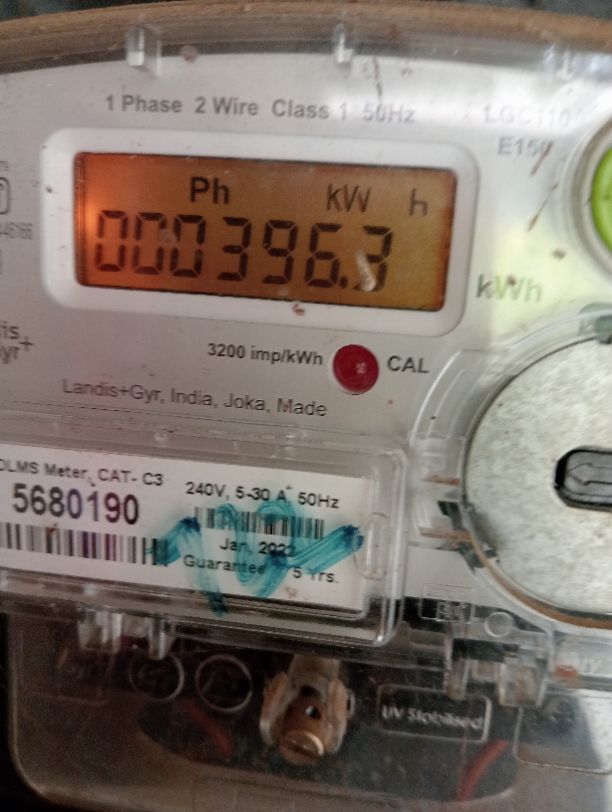 1 Phase 2 Wire Class 1 50Hz
LGC110
E150
Ph kW h
000396.3
kWh
3200 imp/kWh
CAL
Landis+Gyr, India, Joka, Made
DLMS Meter, CAT- C3
5680190
240V, 5-30 A, 50Hz
Jan,
Guarantee 5 Yrs.
UV Stabilised